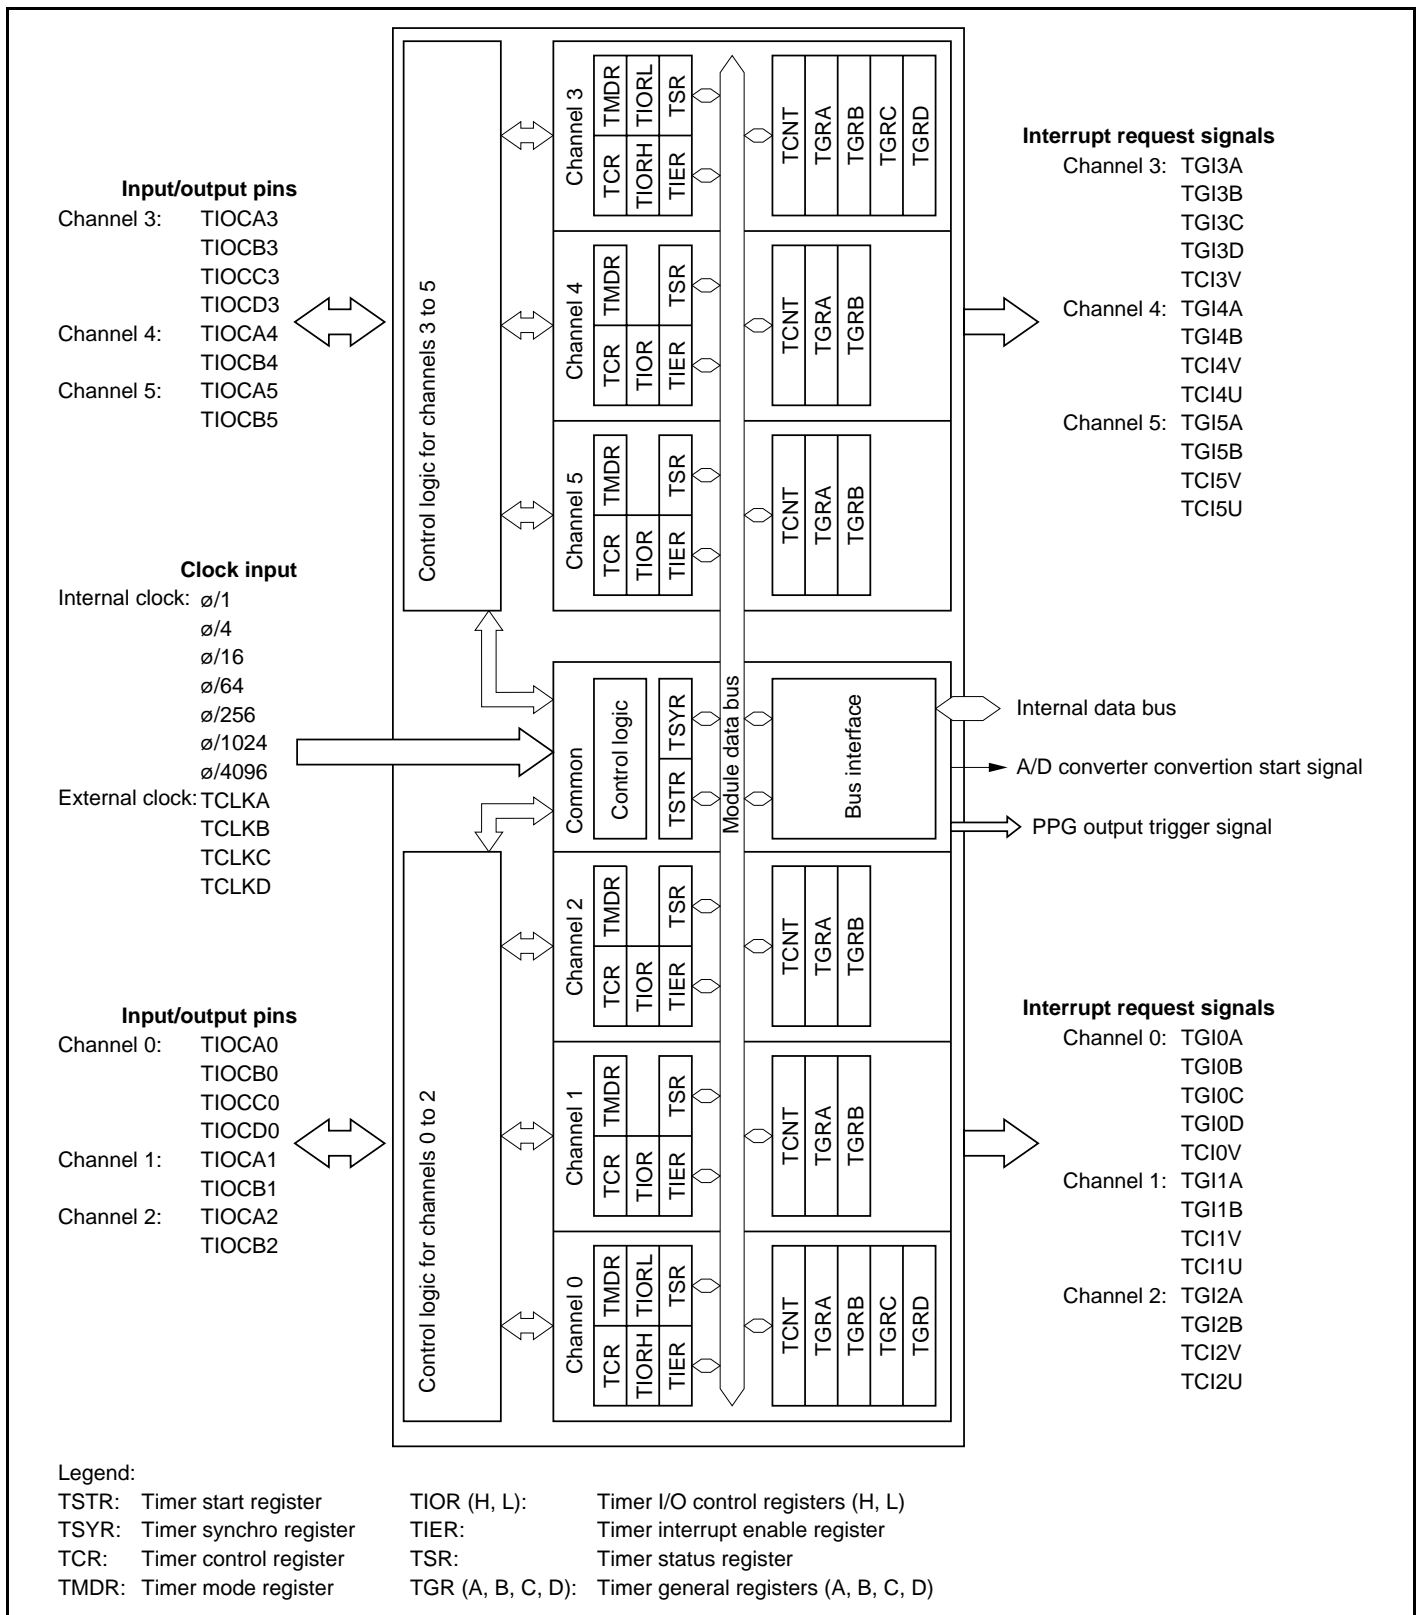 Input/output pins
Channel 3: TIOCA3
TIOCB3
TIOCC3
TIOCD3
Channel 4: TIOCA4
TIOCB4
Channel 5: TIOCA5
TIOCB5
Clock input
Internal clock: ø/1
ø/4
ø/16
ø/64
ø/256
ø/1024
ø/4096
External clock: TCLKA
TCLKB
TCLKC
TCLKD
Input/output pins
Channel 0: TIOCA0
TIOCB0
TIOCC0
TIOCD0
Channel 1: TIOCA1
TIOCB1
Channel 2: TIOCA2
TIOCB2
Control logic for channels 3 to 5
Control logic for channels 0 to 2
Channel 3
TCR TMDR
TIORH TIORL
TIER TSR
TCNT
TGRA
TGRB
TGRC
TGRD
Channel 4
TCR TMDR
TIOR
TIER TSR
TCNT
TGRA
TGRB
Channel 5
TCR TMDR
TIOR
TIER TSR
TCNT
TGRA
TGRB
Common
Control logic
TSTR TSYR
Module data bus
Bus interface
Channel 2
TCR TMDR
TIOR
TIER TSR
TCNT
TGRA
TGRB
Channel 1
TCR TMDR
TIOR
TIER TSR
TCNT
TGRA
TGRB
Channel 0
TCR TMDR
TIORH TIORL
TIER TSR
TCNT
TGRA
TGRB
TGRC
TGRD
Interrupt request signals
Channel 3: TGI3A
TGI3B
TGI3C
TGI3D
TCI3V
Channel 4: TGI4A
TGI4B
TCI4V
TCI4U
Channel 5: TGI5A
TGI5B
TCI5V
TCI5U
Internal data bus
A/D converter convertion start signal
PPG output trigger signal
Interrupt request signals
Channel 0: TGI0A
TGI0B
TGI0C
TGI0D
TCI0V
Channel 1: TGI1A
TGI1B
TCI1V
TCI1U
Channel 2: TGI2A
TGI2B
TCI2V
TCI2U
Legend:
TSTR: Timer start register TIOR (H, L): Timer I/O control registers (H, L)
TSYR: Timer synchro register TIER: Timer interrupt enable register
TCR: Timer control register TSR: Timer status register
TMDR: Timer mode register TGR (A, B, C, D): Timer general registers (A, B, C, D)